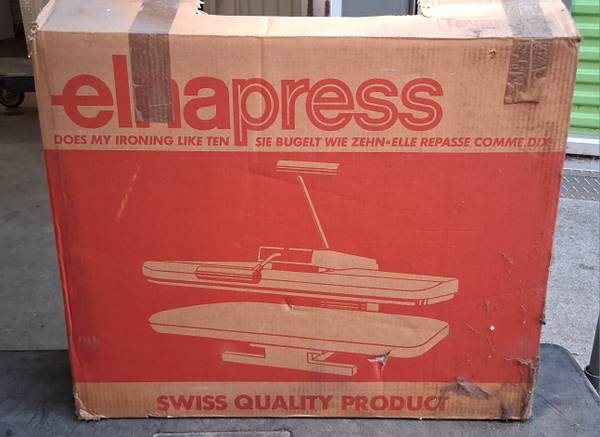 elnapress
DOES MY IRONING LIKE TEN SIE BUGELT WIE ZEHN•ELLE REPASSE COMME DIX
SWISS QUALITY PRODUCT